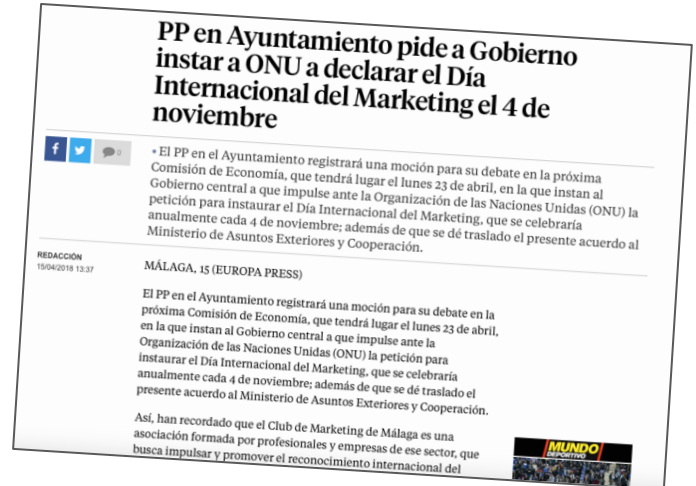 PP en Ayuntamiento pide a Gobierno
instar a ONU a declarar el Día
Internacional del Marketing el 4 de
noviembre
0
• El PP en el Ayuntamiento registrará una moción para su debate en la próxima
Comisión de Economía, que tendrá lugar el lunes 23 de abril, en la que instan al
Gobierno central a que impulse ante la Organización de las Naciones Unidas (ONU) la
petición para instaurar el Día Internacional del Marketing, que se celebraría
anualmente cada 4 de noviembre; además de que se dé traslado el presente acuerdo al
Ministerio de Asuntos Exteriores y Cooperación.
REDACCIÓN
15/04/2018 13:37
MÁLAGA, 15 (EUROPA PRESS)
El PP en el Ayuntamiento registrará una moción para su debate en la
próxima Comisión de Economía, que tendrá lugar el lunes 23 de abril,
en la que instan al Gobierno central a que impulse ante la
Organización de las Naciones Unidas (ONU) la petición para
instaurar el Día Internacional del Marketing, que se celebraría
anualmente cada 4 de noviembre; además de que se dé traslado el
presente acuerdo al Ministerio de Asuntos Exteriores y Cooperación.
Así, han recordado que el Club de Marketing de Málaga es una
asociación formada por profesionales y empresas de ese sector, que
busca impulsar y promover el reconocimiento internacional del
MUNDO
DEPORTIVO